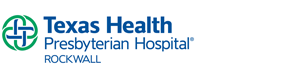 Texas Health
Presbyterian Hospital®
ROCKWALL